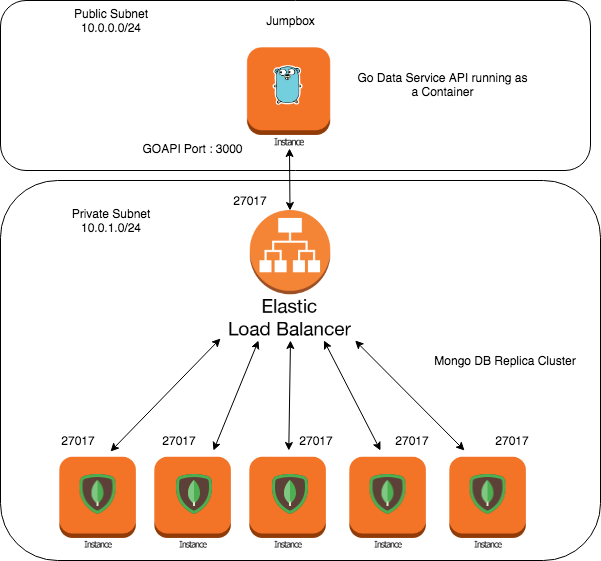 Public Subnet
10.0.0.0/24
Jumpbox
Go Data Service API running as
a Container
Instance
GOAPI Port : 3000
27017
Private Subnet
10.0.1.0/24
Elastic
Load Balancer
Mongo DB Replica Cluster
27017
27017
27017
27017
27017
Instance
Instance
Instance
Instance
Instance